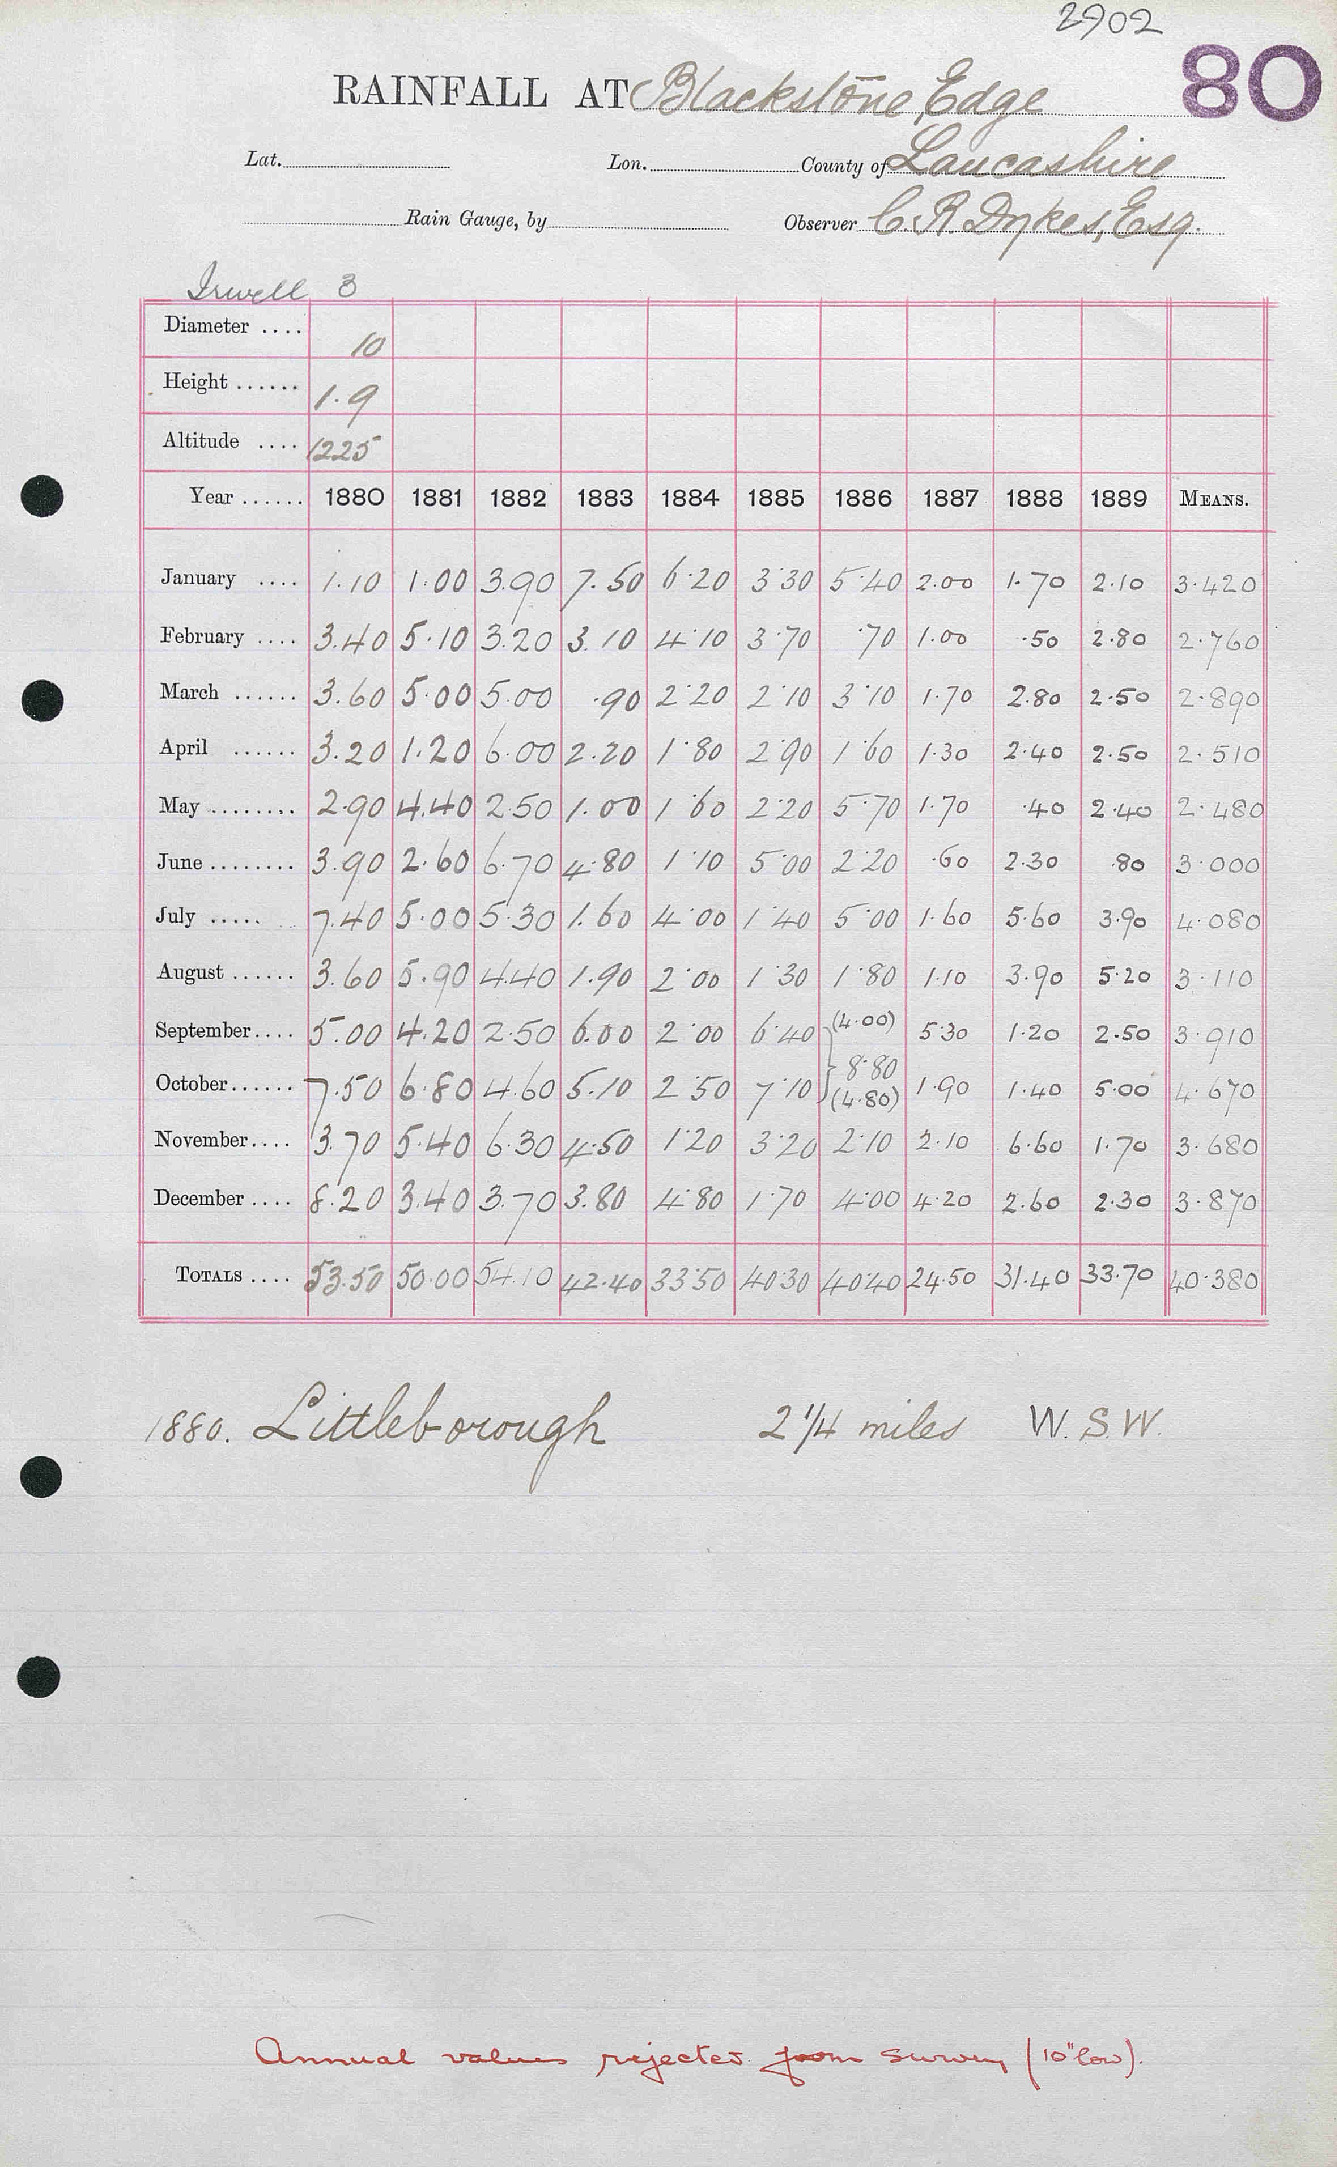 2902
80
RAINFALL AT Blackstone Edge
Lat. Lon. County of Lancashire
Rain Gauge, by Observer C. R. Dykes, Esq.
Irwell 3
Diameter .... 10
Height ...... 1.9
Altitude .... 1225
Year ...... 1880 1881 1882 1883 1884 1885 1886 1887 1888 1889 MEANS.
January .... 1.10 1.00 3.90 7.50 6.20 3.30 5.40 2.00 1.70 2.10 3.420
February .... 3.40 5.10 3.20 3.10 4.10 3.70 .70 1.00 .50 2.80 2.760
March ...... 3.60 5.00 5.00 .90 2.20 2.10 3.10 1.70 2.80 2.50 2.890
April ...... 3.20 1.20 6.00 2.20 1.80 2.90 1.60 1.30 2.40 2.50 2.510
May ........ 2.90 4.40 2.50 1.00 1.60 2.20 5.70 1.70 .40 2.40 2.480
June ........ 3.90 2.60 6.70 4.80 1.10 5.00 2.20 .60 2.30 .80 3.000
July ..... 7.40 5.00 5.30 1.60 4.00 1.40 5.00 1.60 5.60 3.90 4.080
August ...... 3.60 5.90 4.40 1.90 2.00 1.30 1.80 1.10 3.90 5.20 3.110
September .... 5.00 4.20 2.50 6.00 2.00 6.40 (4.00) 5.30 1.20 2.50 3.910
8.80
October ...... 7.50 6.80 4.60 5.10 2.50 7.10 (4.80) 1.90 1.40 5.00 4.670
November .... 3.70 5.40 6.30 4.50 1.20 3.20 2.10 2.10 6.60 1.70 3.680
December .... 8.20 3.40 3.70 3.80 4.80 1.70 4.00 4.20 2.60 2.30 3.870
TOTALS .... 53.50 50.00 54.10 42.40 33.50 40.30 40.40 24.50 31.40 33.70 40.380
1880. Littleborough 2 1/4 miles W. S. W.
Annual values rejected from survey (10" low).